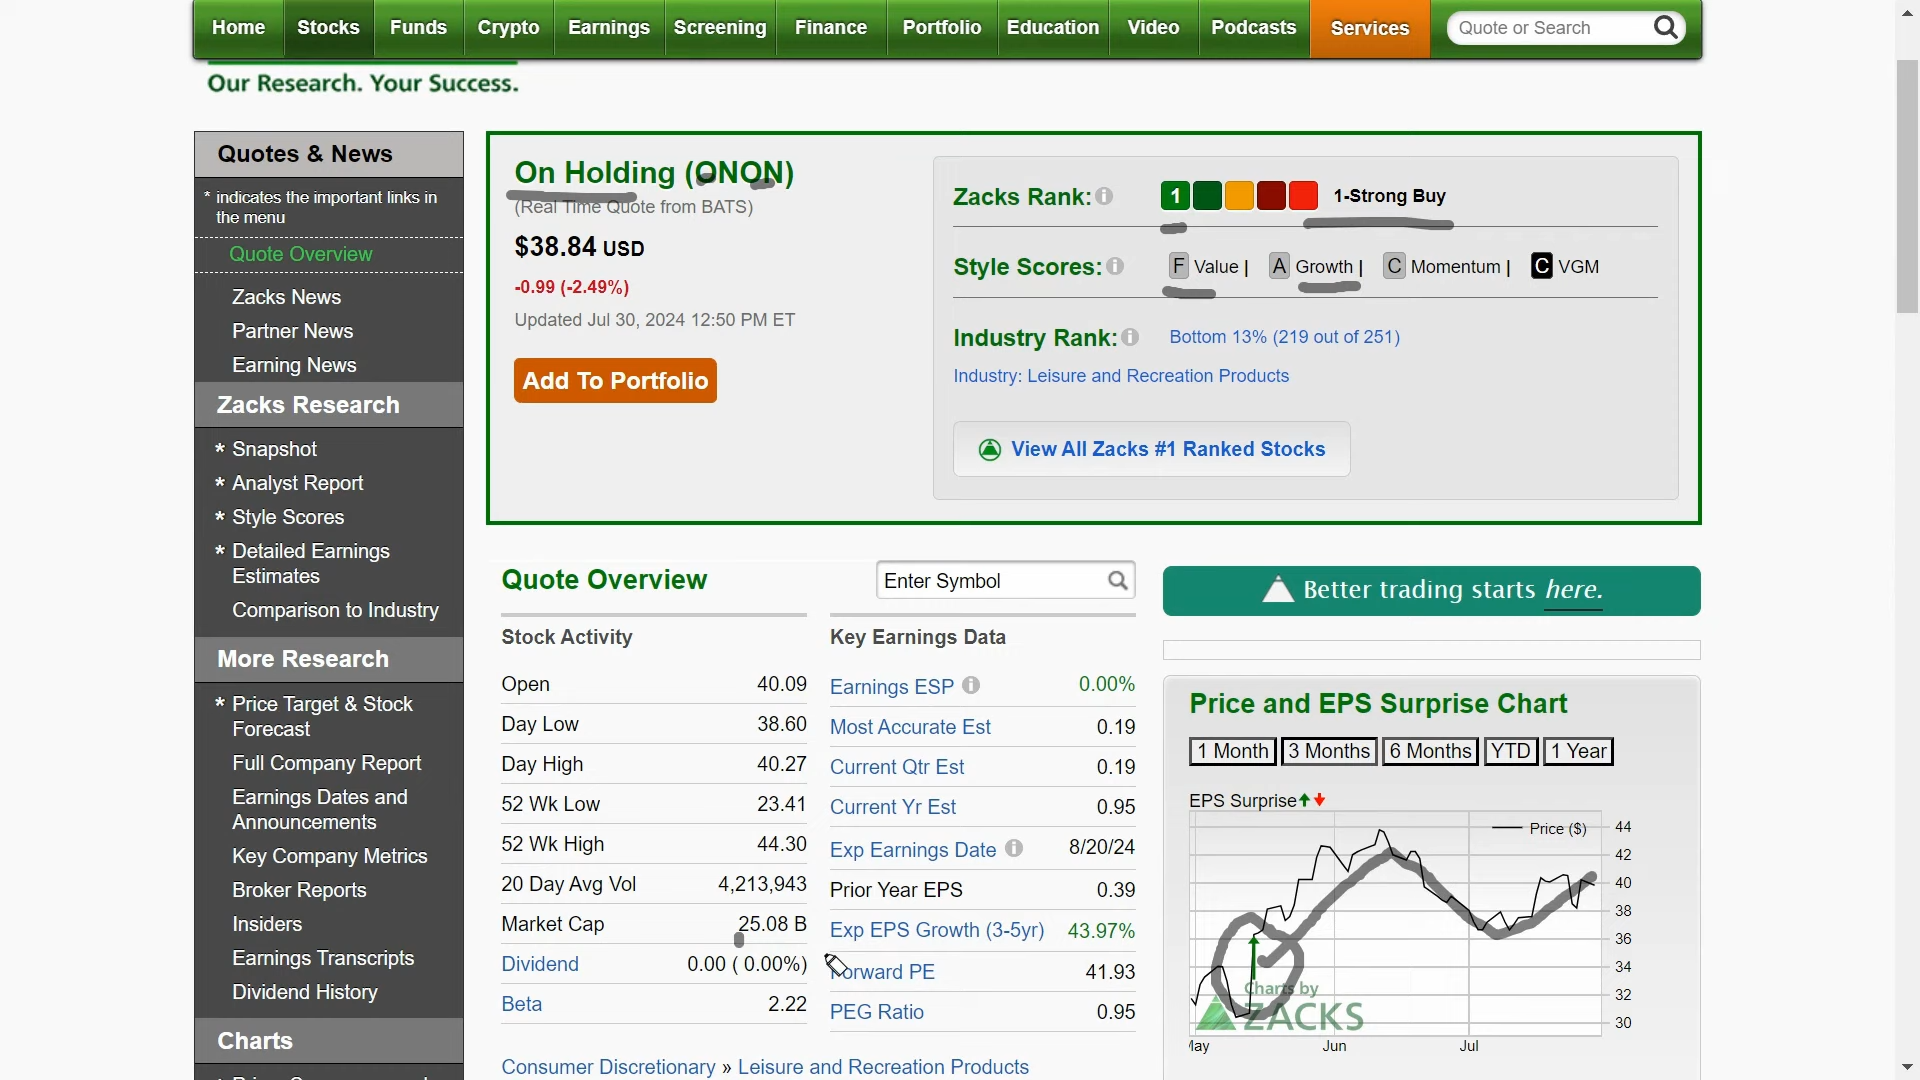 Home Stocks Funds Crypto Earnings Screening Finance Portfolio Education Video Podcasts Services Quote or Search
Our Research. Your Success.
Quotes & News
* indicates the important links in
the menu
Quote Overview
Zacks News
Partner News
Earning News
Zacks Research
* Snapshot
* Analyst Report
* Style Scores
* Detailed Earnings
Estimates
Comparison to Industry
More Research
* Price Target & Stock
Forecast
Full Company Report
Earnings Dates and
Announcements
Key Company Metrics
Broker Reports
Insiders
Earnings Transcripts
Dividend History
Charts
On Holding (ONON)
(Real Time Quote from BATS)
$38.84 USD
-0.99 (-2.49%)
Updated Jul 30, 2024 12:50 PM ET
Add To Portfolio
Zacks Rank: 1 1-Strong Buy
Style Scores: F Value | A Growth | C Momentum | C VGM
Industry Rank: Bottom 13% (219 out of 251)
Industry: Leisure and Recreation Products
View All Zacks #1 Ranked Stocks
Quote Overview
Enter Symbol
Stock Activity
Open 40.09
Day Low 38.60
Day High 40.27
52 Wk Low 23.41
52 Wk High 44.30
20 Day Avg Vol 4,213,943
Market Cap 25.08 B
Dividend 0.00 ( 0.00%)
Beta 2.22
Key Earnings Data
Earnings ESP 0.00%
Most Accurate Est 0.19
Current Qtr Est 0.19
Current Yr Est 0.95
Exp Earnings Date 8/20/24
Prior Year EPS 0.39
Exp EPS Growth (3-5yr) 43.97%
Forward PE 41.93
PEG Ratio 0.95
Consumer Discretionary » Leisure and Recreation Products
Better trading starts here.
Price and EPS Surprise Chart
1 Month 3 Months 6 Months YTD 1 Year
EPS Surprise
Price ($)
44
42
40
38
36
34
32
30
Charts by
ZACKS
May Jun Jul